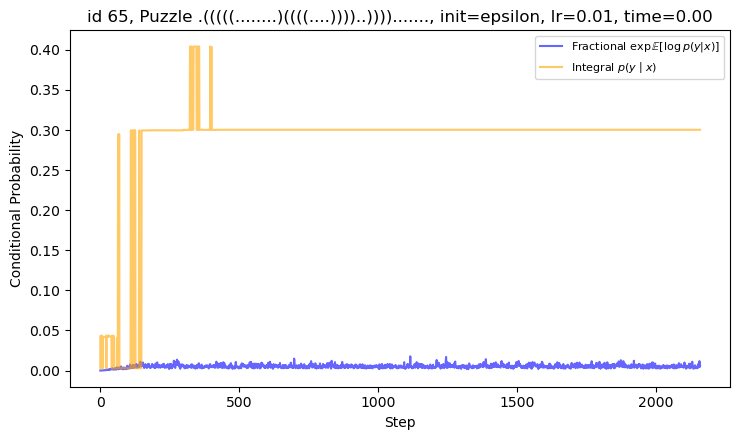 id 65, Puzzle .(((((........)((((....))))..))))......., init=epsilon, lr=0.01, time=0.00
Fractional exp𝔼[log p(y|x)]
Integral p(y | x)
Conditional Probability
0.40
0.35
0.30
0.25
0.20
0.15
0.10
0.05
0.00
0
500
1000
1500
2000
Step